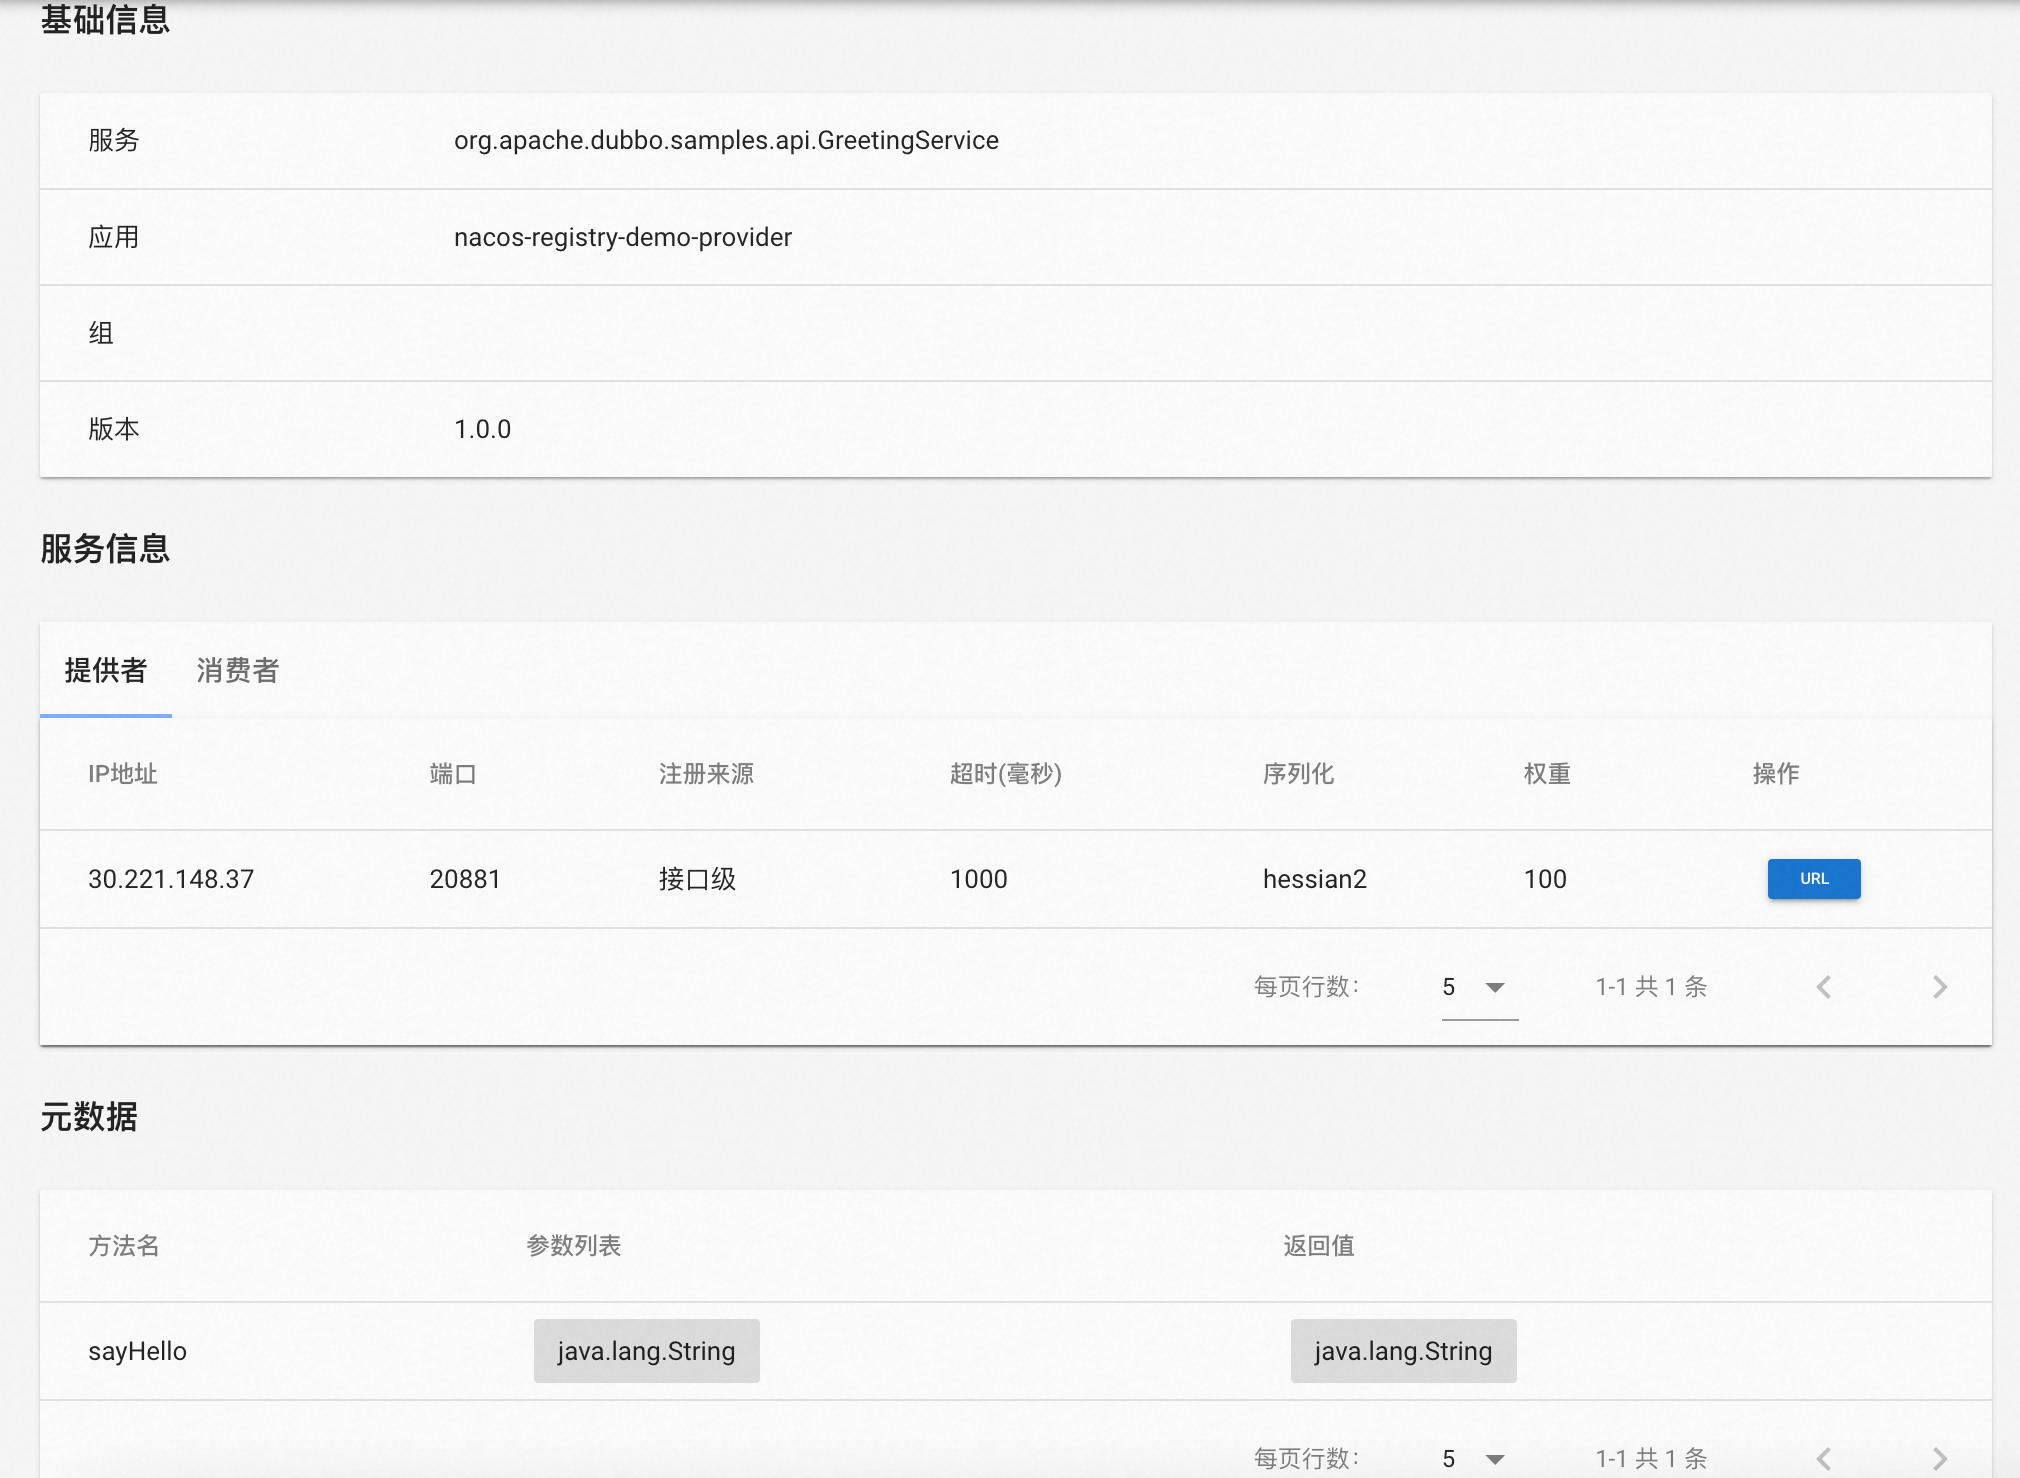 基础信息
服务 org.apache.dubbo.samples.api.GreetingService
应用 nacos-registry-demo-provider
组
版本 1.0.0
服务信息
提供者 消费者
IP地址 端口 注册来源 超时(毫秒) 序列化 权重 操作
30.221.148.37 20881 接口级 1000 hessian2 100 URL
每页行数: 5 1-1 共 1 条
元数据
方法名 参数列表 返回值
sayHello java.lang.String java.lang.String
每页行数: 5 1-1 共 1 条